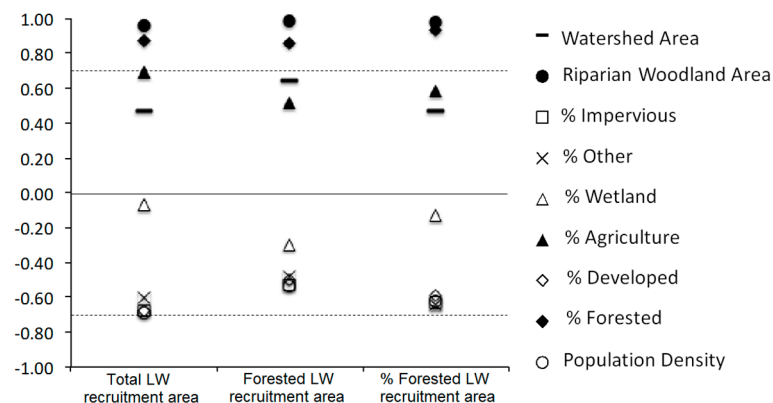 1.00
0.80
0.60
0.40
0.20
0.00
-0.20
-0.40
-0.60
-0.80
-1.00
Total LW
recruitment area
Forested LW
recruitment area
% Forested LW
recruitment area
Watershed Area
Riparian Woodland Area
% Impervious
% Other
% Wetland
% Agriculture
% Developed
% Forested
Population Density